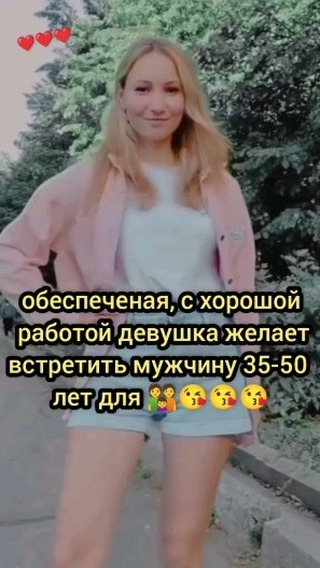 обеспеченая, с хорошой
работой девушка желает
встретить мужчину 35-50
лет для 👨‍👩‍👦😘😘😘